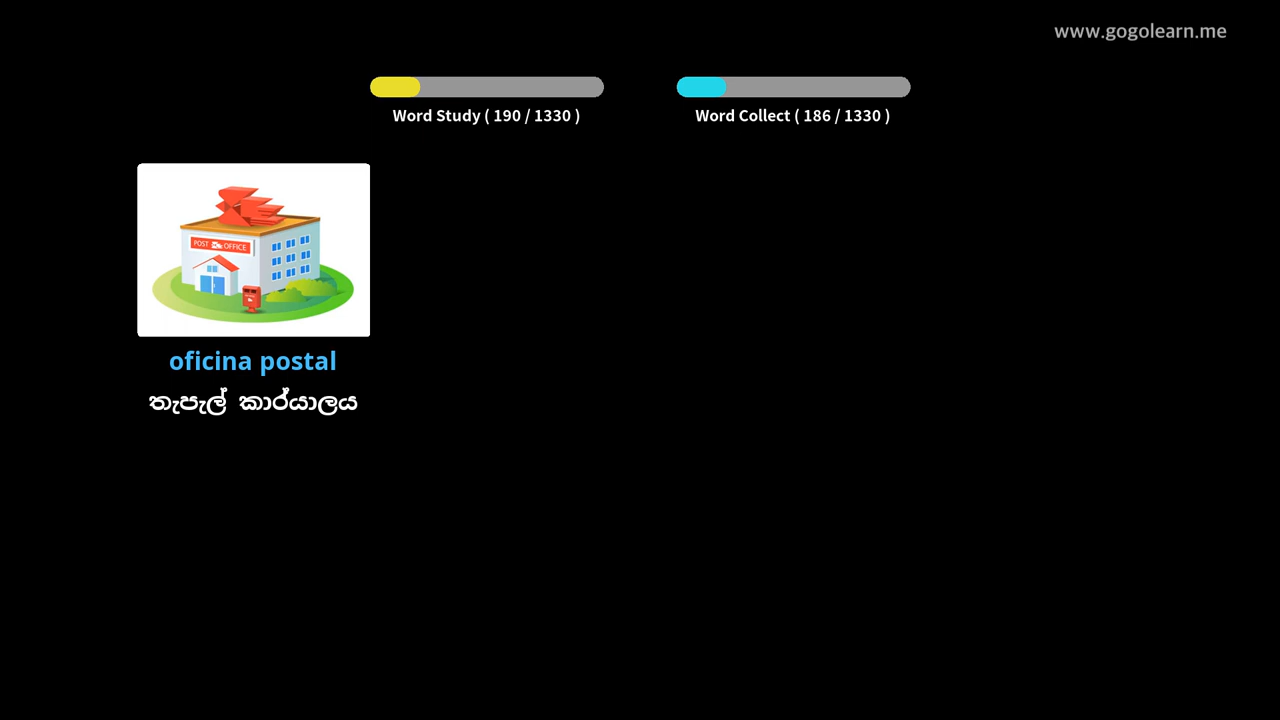 www.gogolearn.me
Word Study ( 190 / 1330 )
Word Collect ( 186 / 1330 )
POST OFFICE
oficina postal
තැපැල් කාර්යාලය